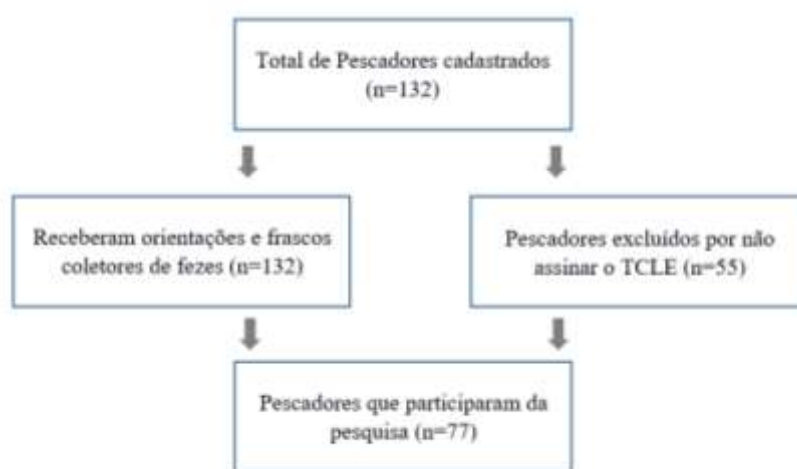 Total de Pescadores cadastrados
(n=132)
Receberam orientações e frascos
coletores de fezes (n=132)
Pescadores excluídos por não
assinar o TCLE (n=55)
Pescadores que participaram da
pesquisa (n=77)